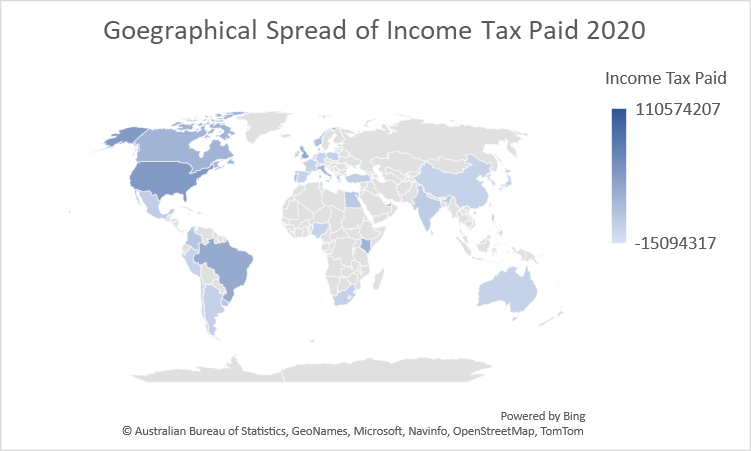 Goegraphical Spread of Income Tax Paid 2020
Income Tax Paid
110574207
-15094317
Powered by Bing
© Australian Bureau of Statistics, GeoNames, Microsoft, Navinfo, OpenStreetMap, TomTom